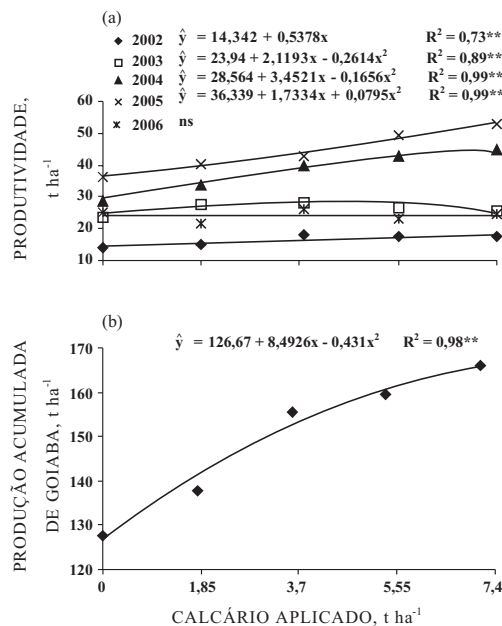 (a)
2002 ŷ = 14,342 + 0,5378x R² = 0,73**
2003 ŷ = 23,94 + 2,1193x - 0,2614x² R² = 0,89**
2004 ŷ = 28,564 + 3,4521x - 0,1656x² R² = 0,99**
2005 ŷ = 36,339 + 1,7334x + 0,0795x² R² = 0,99**
2006 ns
PRODUTIVIDADE,
t ha⁻¹
60
50
40
30
20
10
(b)
ŷ = 126,67 + 8,4926x - 0,431x² R² = 0,98**
PRODUÇÃO ACUMULADA
DE GOIABA, t ha⁻¹
170
160
150
140
130
120
0 1,85 3,7 5,55 7,4
CALCÁRIO APLICADO, t ha⁻¹